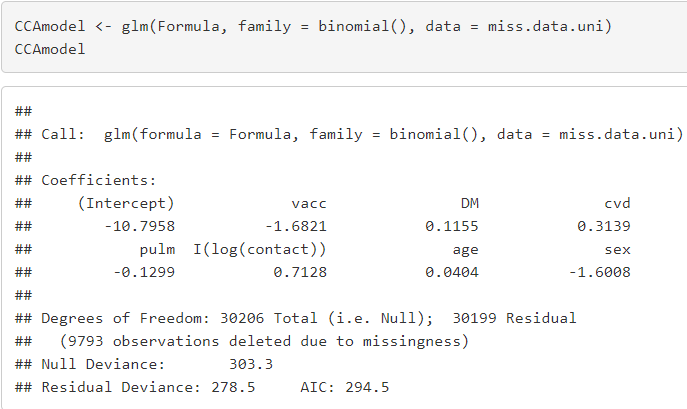 CCAmodel <- glm(Formula, family = binomial(), data = miss.data.uni)
CCAmodel
##
## Call:  glm(formula = Formula, family = binomial(), data = miss.data.uni)
##
## Coefficients:
##     (Intercept)             vacc               DM              cvd
##        -10.7958          -1.6821           0.1155           0.3139
##            pulm  I(log(contact))              age              sex
##         -0.1299           0.7128           0.0404          -1.6008
##
## Degrees of Freedom: 30206 Total (i.e. Null);  30199 Residual
##   (9793 observations deleted due to missingness)
## Null Deviance:       303.3
## Residual Deviance: 278.5     AIC: 294.5